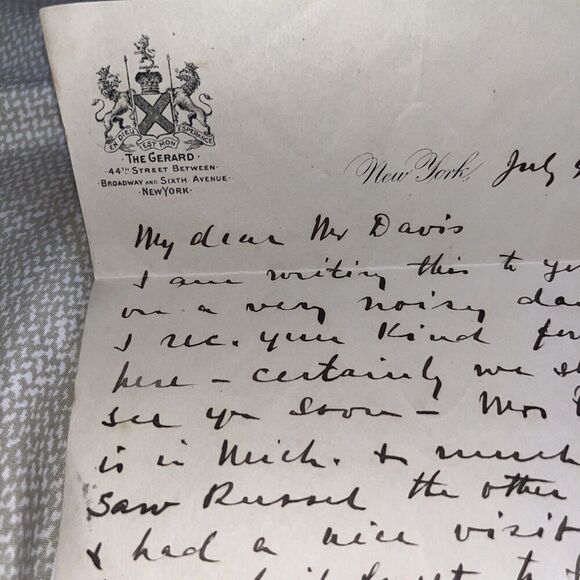 EN DIEU EST MON ESPERANCE
· THE GERARD ·
44TH STREET BETWEEN
· BROADWAY AND SIXTH AVENUE ·
· NEW YORK ·
New York, July
My dear Mr Davis
I am writing this to
on a very noisy
I rec. your kind
here – certainly we
see you soon – Mrs
is in Mich. & much
Saw Russel the other
& had a nice visit